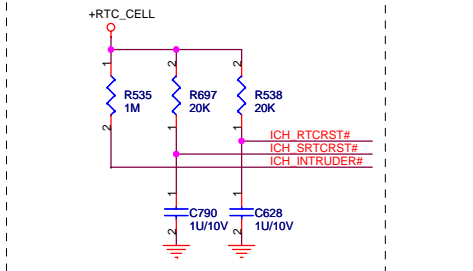 +RTC_CELL
1
2
2
R535
1M
R697
20K
R538
20K
2
1
1
ICH_RTCRST#
ICH_SRTCRST#
ICH_INTRUDER#
1
1
C790
1U/10V
C628
1U/10V
2
2